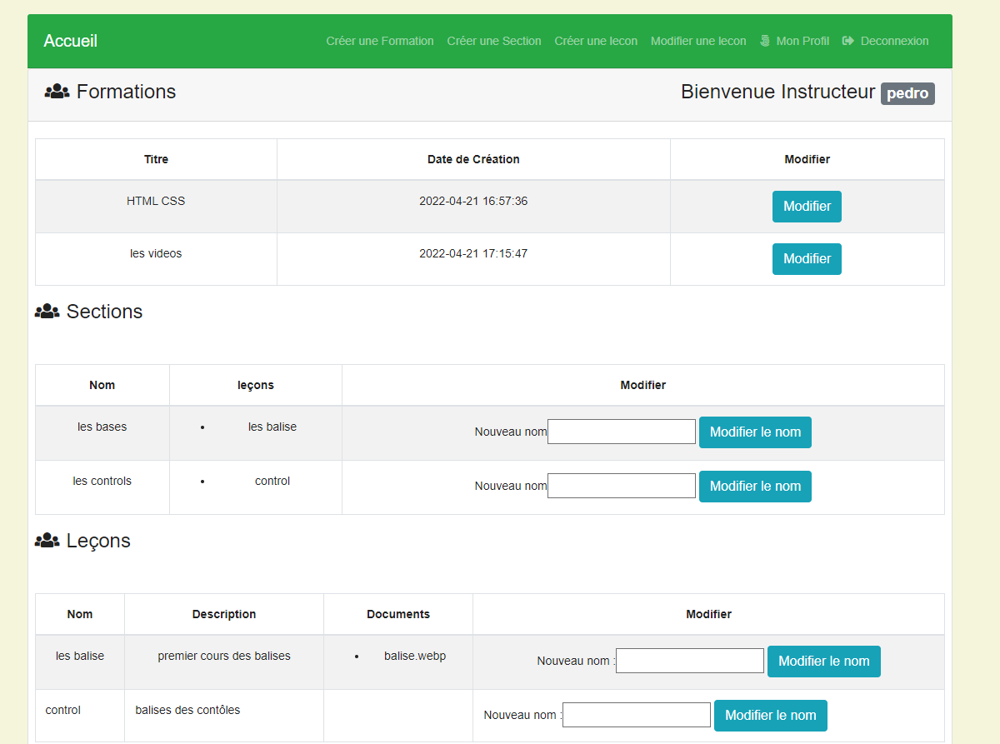 Accueil Créer une Formation Créer une Section Créer une lecon Modifier une lecon Mon Profil Deconnexion
Formations Bienvenue Instructeur pedro
Titre Date de Création Modifier
HTML CSS 2022-04-21 16:57:36 Modifier
les videos 2022-04-21 17:15:47 Modifier
Sections
Nom leçons Modifier
les bases • les balise Nouveau nom Modifier le nom
les controls • control Nouveau nom Modifier le nom
Leçons
Nom Description Documents Modifier
les balise premier cours des balises • balise.webp Nouveau nom : Modifier le nom
control balises des contôles Nouveau nom : Modifier le nom